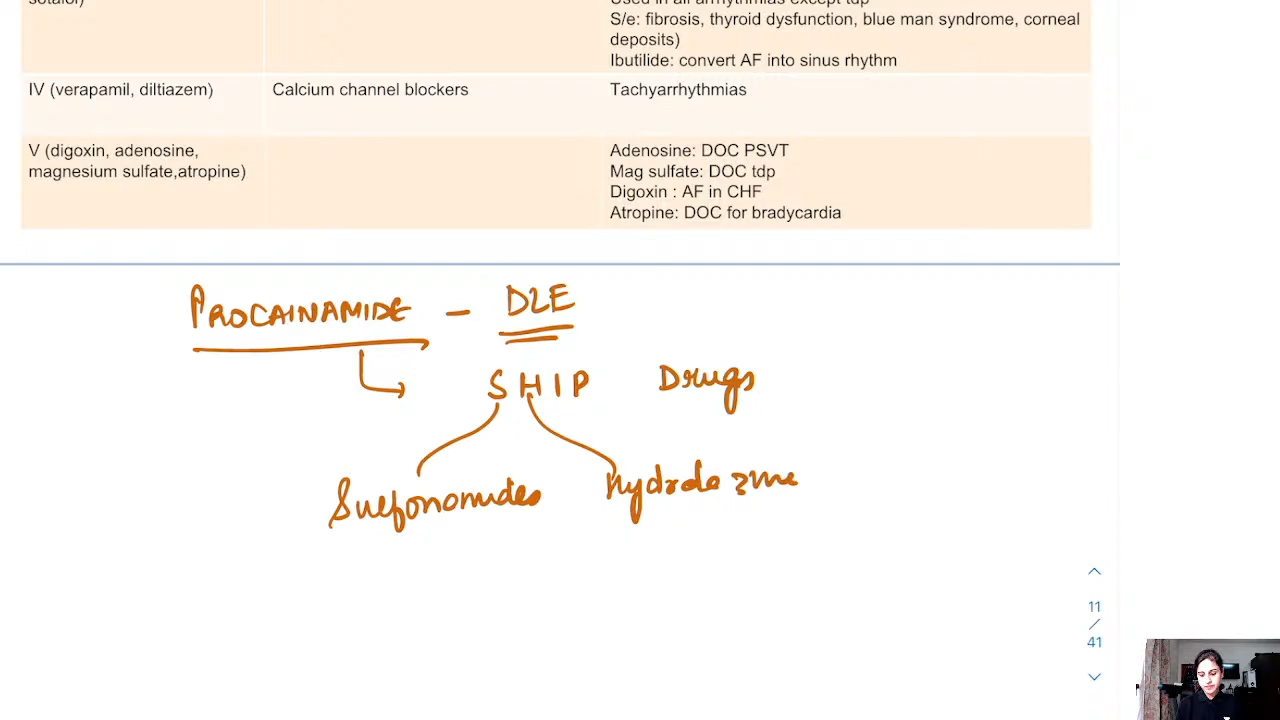 sotalol)
Used in all arrhythmias except tdp
S/e: fibrosis, thyroid dysfunction, blue man syndrome, corneal
deposits)
Ibutilide: convert AF into sinus rhythm
IV (verapamil, diltiazem)
Calcium channel blockers
Tachyarrhythmias
V (digoxin, adenosine,
magnesium sulfate,atropine)
Adenosine: DOC PSVT
Mag sulfate: DOC tdp
Digoxin : AF in CHF
Atropine: DOC for bradycardia
PROCAINAMIDE - DLE
SHIP Drugs
Sulfonamides
Hydralazine
11
/
41